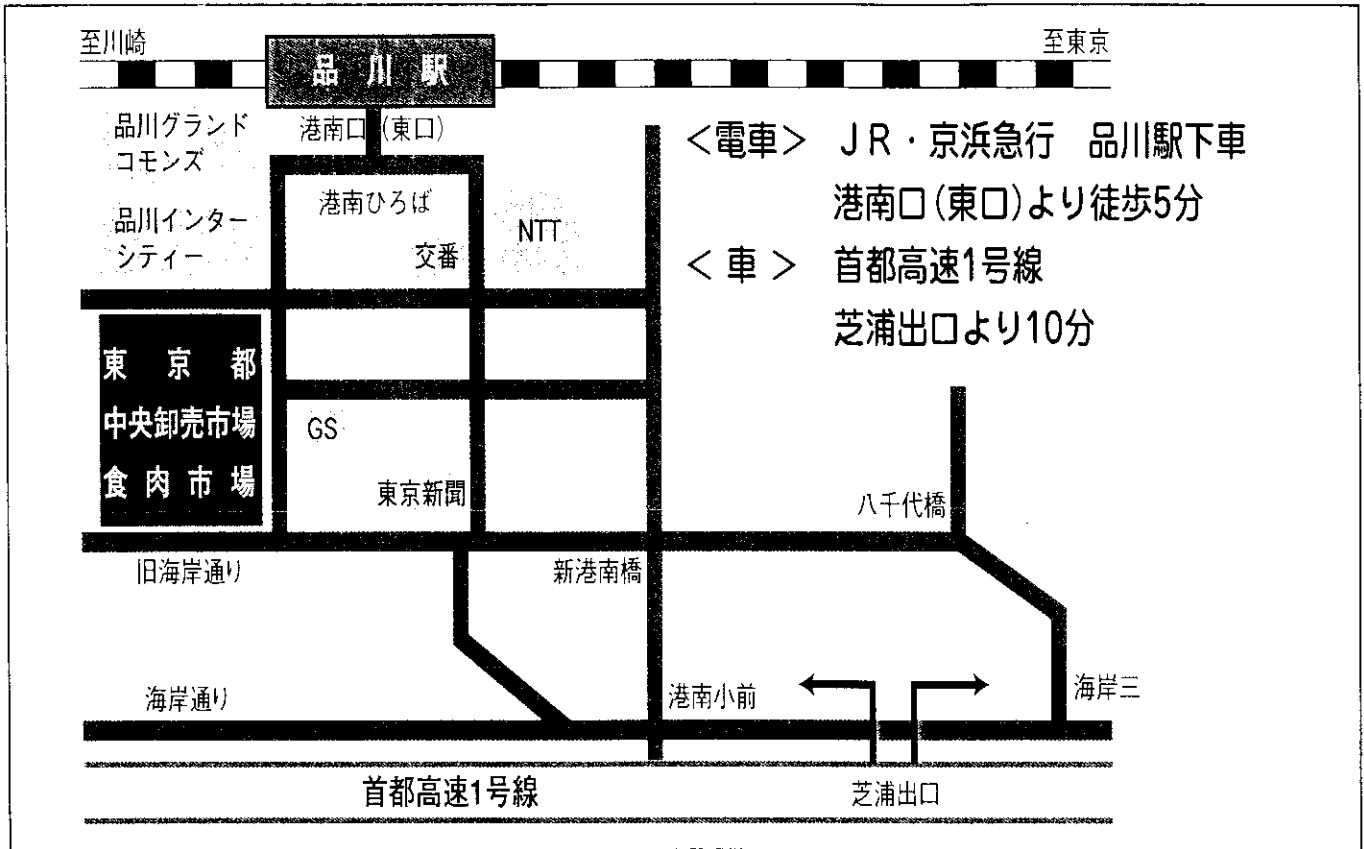 至川崎
至東京
品川駅
品川グランド
コモンズ
港南口(東口)
<電車> JR・京浜急行 品川駅下車
港南口(東口)より徒歩5分
<車> 首都高速1号線
芝浦出口より10分
港南ひろば
品川インター
シティー
交番
NTT
東京都
中央卸売市場
食肉市場
GS
東京新聞
八千代橋
旧海岸通り
新港南橋
海岸通り
港南小前
海岸三
首都高速1号線
芝浦出口